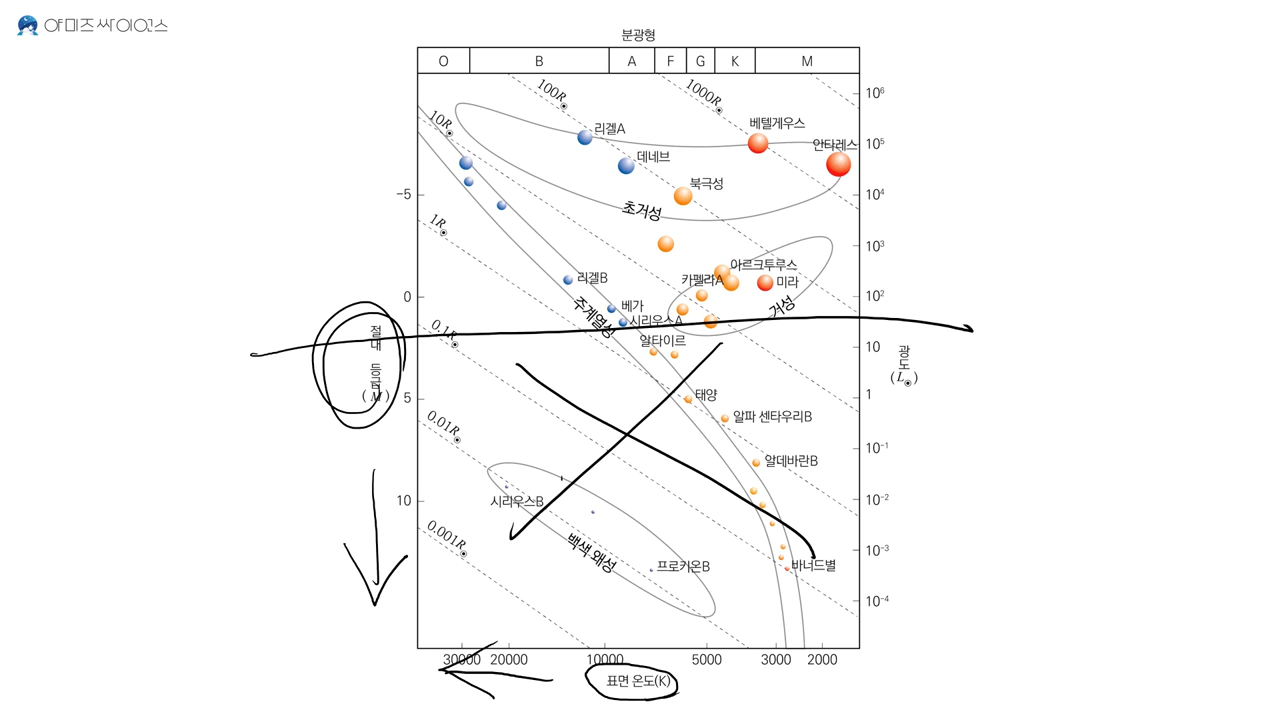 야미즈 싸이언스
분광형
O B A F G K M
100R⊙ 1000R⊙ 10⁶
10R⊙ 리겔A 베텔게우스
안타레스 10⁵
데네브
−5 북극성 10⁴
초거성
1R⊙ 10³
아르크투루스
리겔B 카펠라A 미라
0 10²
베가 주계열성 거성
시리우스A
절대 등급 (M) 0.1R⊙ 알타이르 10 광도 (L⊙)
5 태양 1
0.01R⊙ 알파 센타우리B
10⁻¹
알데바란B
10 시리우스B 10⁻²
0.001R⊙ 백색 왜성 10⁻³
프로키온B 바너드별
10⁻⁴
30000 20000 10000 5000 3000 2000
표면 온도(K)